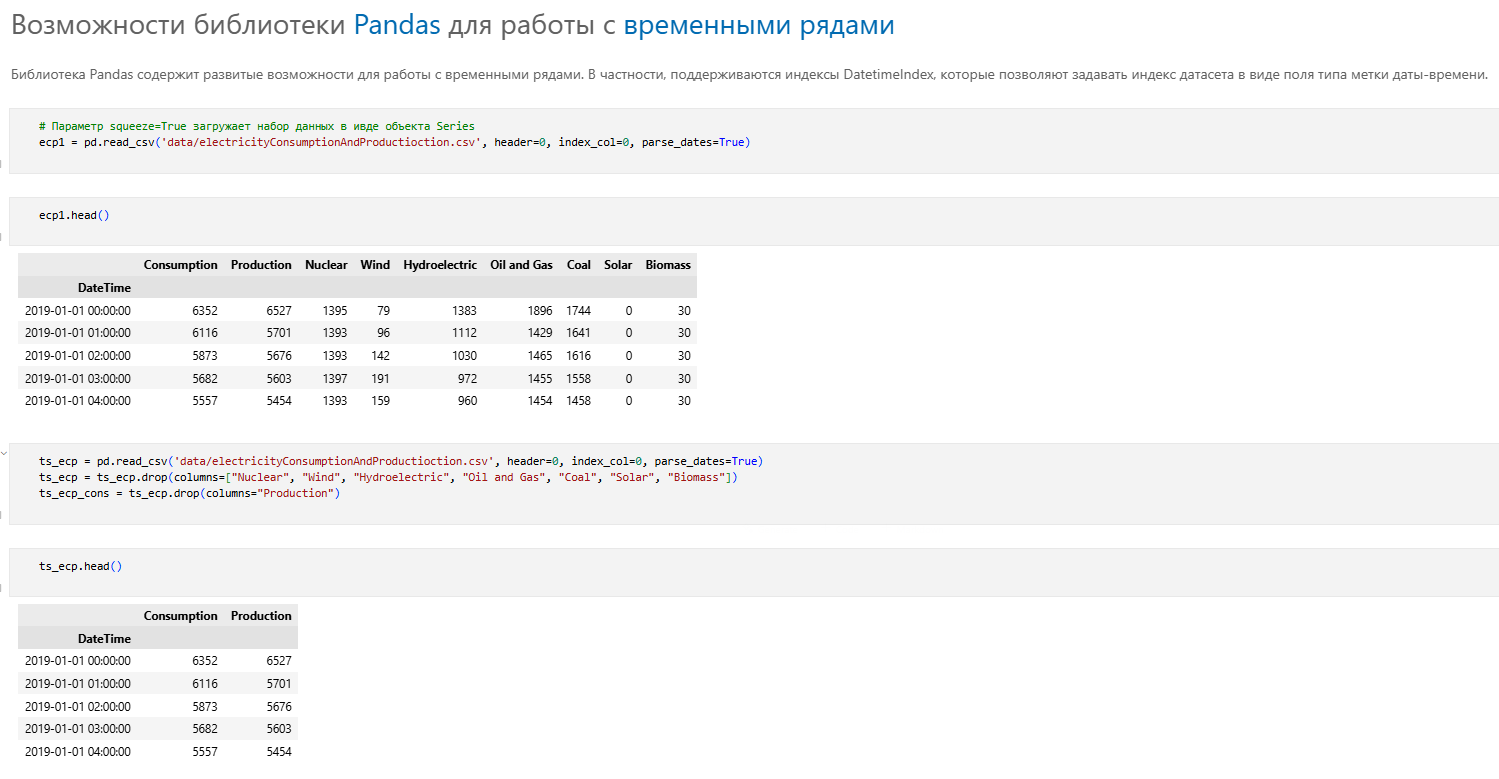 Возможности библиотеки Pandas для работы с временными рядами
Библиотека Pandas содержит развитые возможности для работы с временными рядами. В частности, поддерживаются индексы DatetimeIndex, которые позволяют задавать индекс датасета в виде поля типа метки даты-времени.
# Параметр squeeze=True загружает набор данных в ивде объекта Series
ecp1 = pd.read_csv('data/electricityConsumptionAndProductioction.csv', header=0, index_col=0, parse_dates=True)
ecp1.head()
Consumption Production Nuclear Wind Hydroelectric Oil and Gas Coal Solar Biomass
DateTime
2019-01-01 00:00:00 6352 6527 1395 79 1383 1896 1744 0 30
2019-01-01 01:00:00 6116 5701 1393 96 1112 1429 1641 0 30
2019-01-01 02:00:00 5873 5676 1393 142 1030 1465 1616 0 30
2019-01-01 03:00:00 5682 5603 1397 191 972 1455 1558 0 30
2019-01-01 04:00:00 5557 5454 1393 159 960 1454 1458 0 30
ts_ecp = pd.read_csv('data/electricityConsumptionAndProductioction.csv', header=0, index_col=0, parse_dates=True)
ts_ecp = ts_ecp.drop(columns=["Nuclear", "Wind", "Hydroelectric", "Oil and Gas", "Coal", "Solar", "Biomass"])
ts_ecp_cons = ts_ecp.drop(columns="Production")
ts_ecp.head()
Consumption Production
DateTime
2019-01-01 00:00:00 6352 6527
2019-01-01 01:00:00 6116 5701
2019-01-01 02:00:00 5873 5676
2019-01-01 03:00:00 5682 5603
2019-01-01 04:00:00 5557 5454